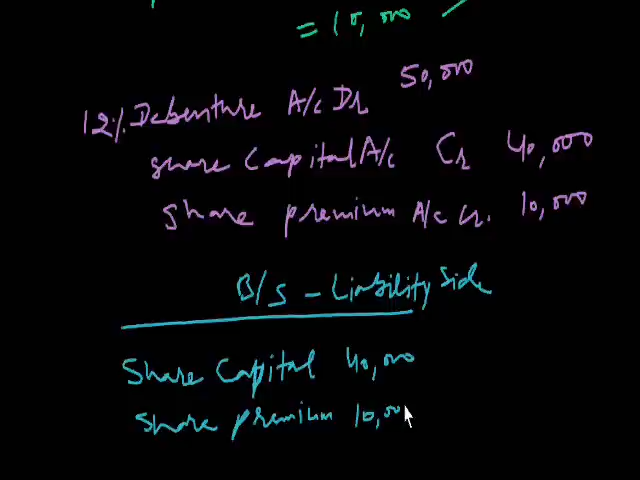 = 10,000
12% Debenture A/c Dr 50,000
share Capital A/c Cr 40,000
share premium A/c Cr. 10,000
B/S - Liability Side
Share Capital 40,000
Share premium 10,000